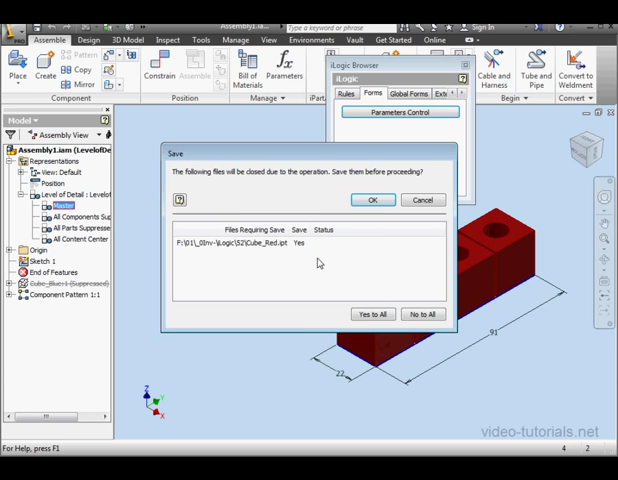 Assembly1.iam
Type a keyword or phrase
Sign In
PRO
Assemble Design 3D Model Inspect Tools Manage View Environments Vault Get Started Online
Place
Create
Pattern
Copy
Mirror
Component
Constrain
Assemble
Position
Bill of
Materials
Parameters
Manage
iPart
Cable and
Harness
Tube and
Pipe
Begin
Convert to
Weldment
Convert
iLogic Browser
iLogic
Rules Forms Global Forms Ext
Parameters Control
Model
Assembly View
Assembly1.iam (LevelofDe
Representations
View: Default
Position
Level of Detail : Levelo
Master
All Components Sup
All Parts Suppresse
All Content Center
Origin
Sketch 1
End of Features
Cube_Blue:1 (Suppressed)
Component Pattern 1:1
Save
The following files will be closed due to the operation. Save them before proceeding?
OK
Cancel
Files Requiring Save Save Status
F:\01\_0Inv-\iLogic\S2\Cube_Red.ipt Yes
Yes to All
No to All
91
22
Z
Y
X
video-tutorials.net
For Help, press F1
4 2